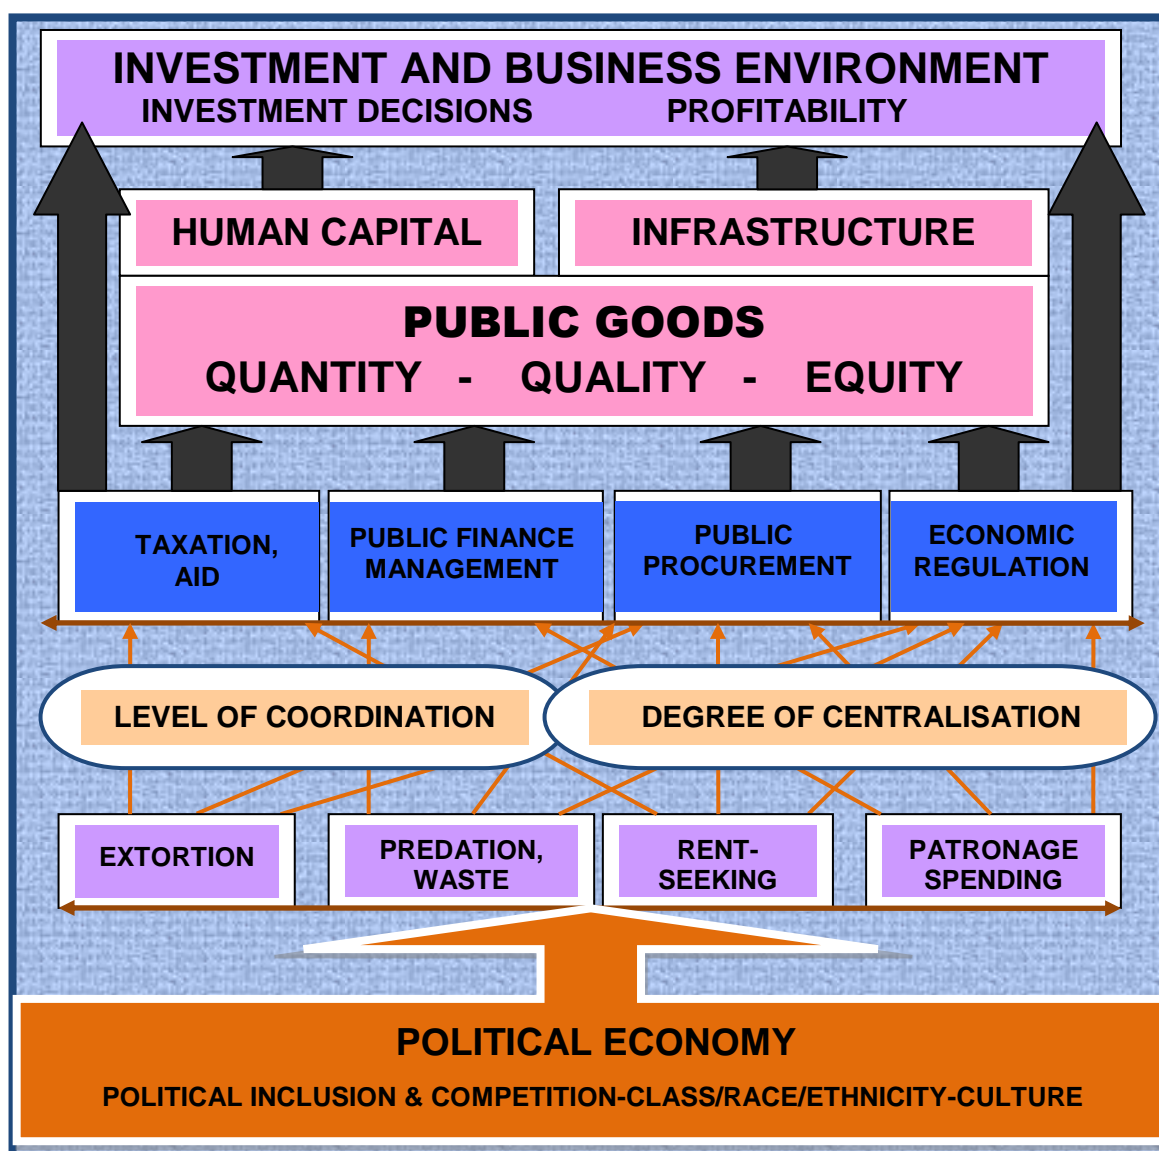 INVESTMENT AND BUSINESS ENVIRONMENT
INVESTMENT DECISIONS PROFITABILITY
HUMAN CAPITAL
INFRASTRUCTURE
PUBLIC GOODS
QUANTITY - QUALITY - EQUITY
TAXATION,
AID
PUBLIC FINANCE
MANAGEMENT
PUBLIC
PROCUREMENT
ECONOMIC
REGULATION
LEVEL OF COORDINATION
DEGREE OF CENTRALISATION
EXTORTION
PREDATION,
WASTE
RENT-
SEEKING
PATRONAGE
SPENDING
POLITICAL ECONOMY
POLITICAL INCLUSION & COMPETITION-CLASS/RACE/ETHNICITY-CULTURE